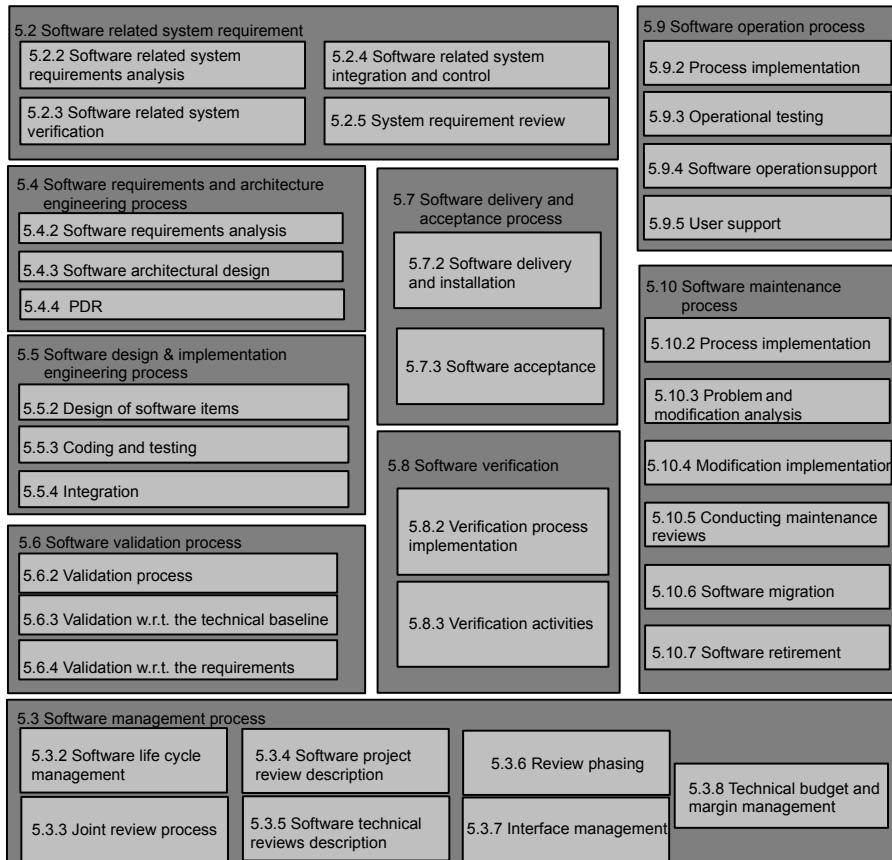 5.2 Software related system requirement
5.2.2 Software related system
requirements analysis
5.2.3 Software related system
verification
5.2.4 Software related system
integration and control
5.2.5 System requirement review
5.4 Software requirements and architecture
engineering process
5.4.2 Software requirements analysis
5.4.3 Software architectural design
5.4.4 PDR
5.5 Software design & implementation
engineering process
5.5.2 Design of software items
5.5.3 Coding and testing
5.5.4 Integration
5.6 Software validation process
5.6.2 Validation process
5.6.3 Validation w.r.t. the technical baseline
5.6.4 Validation w.r.t. the requirements
5.7 Software delivery and
acceptance process
5.7.2 Software delivery
and installation
5.7.3 Software acceptance
5.8 Software verification
5.8.2 Verification process
implementation
5.8.3 Verification activities
5.9 Software operation process
5.9.2 Process implementation
5.9.3 Operational testing
5.9.4 Software operationsupport
5.9.5 User support
5.10 Software maintenance
process
5.10.2 Process implementation
5.10.3 Problem and
modification analysis
5.10.4 Modification implementation
5.10.5 Conducting maintenance
reviews
5.10.6 Software migration
5.10.7 Software retirement
5.3 Software management process
5.3.2 Software life cycle
management
5.3.3 Joint review process
5.3.4 Software project
review description
5.3.5 Software technical
reviews description
5.3.6 Review phasing
5.3.7 Interface management
5.3.8 Technical budget and
margin management